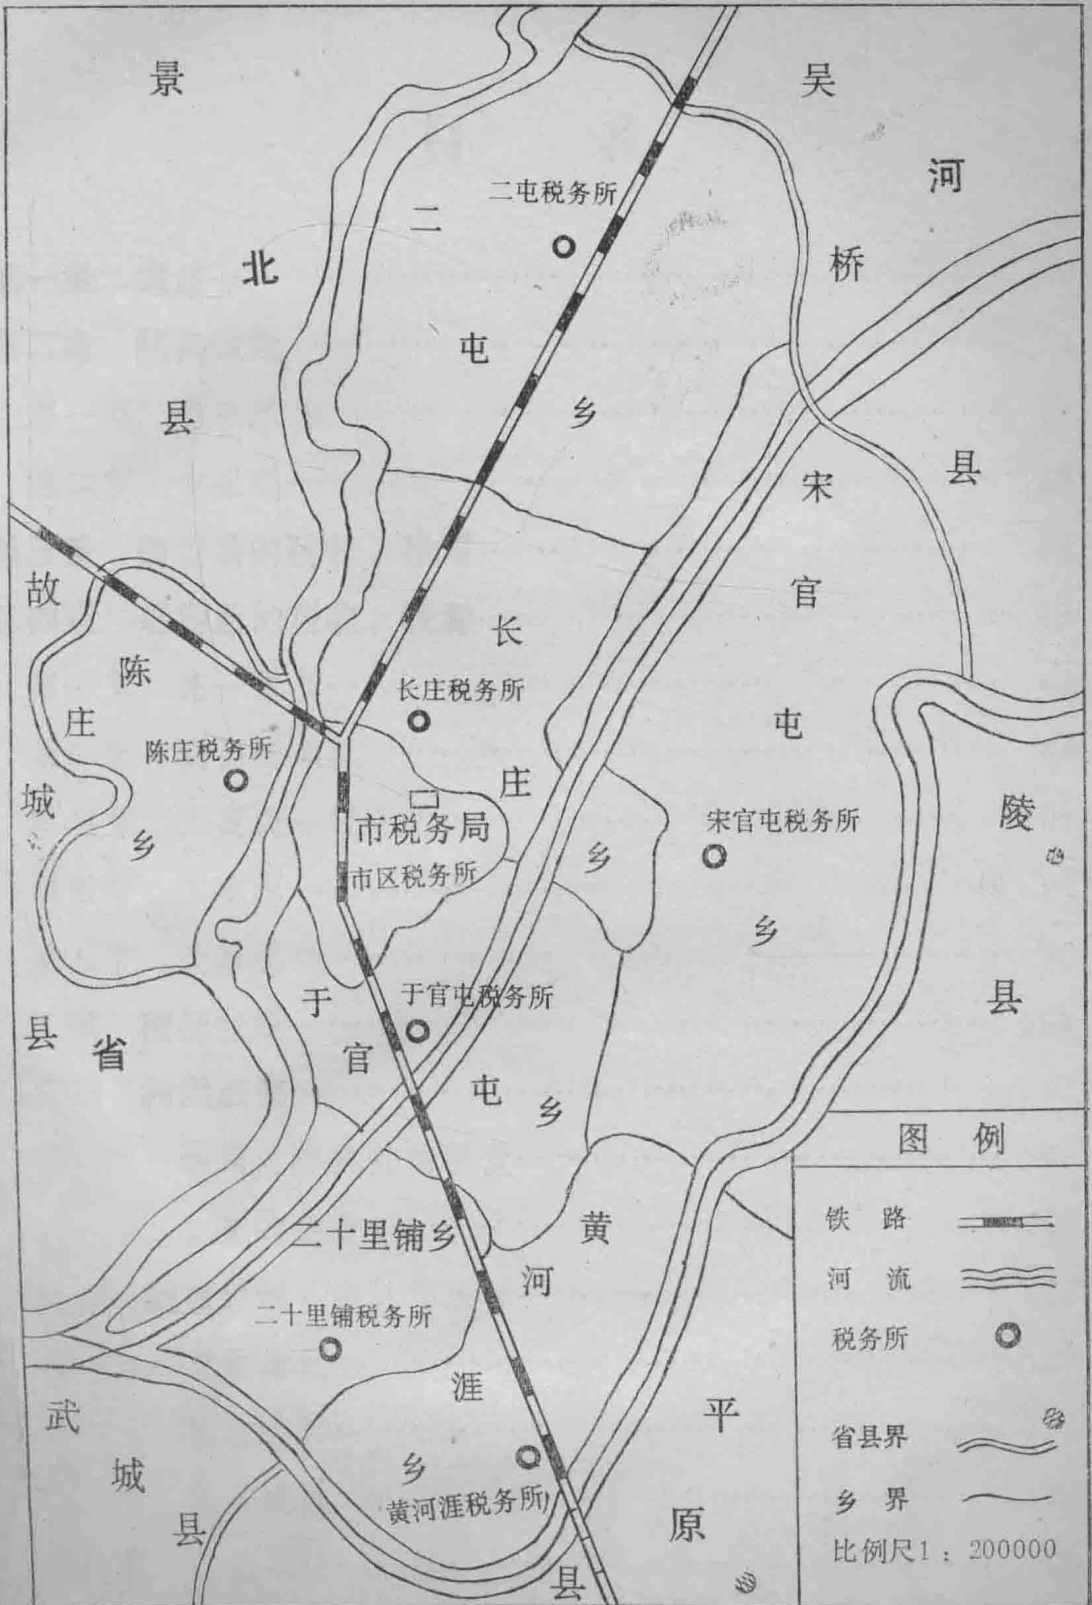 景县
吴桥县
河北省
二屯税务所
二屯乡
宋官屯乡
故城县
陈庄乡
长庄乡
长庄税务所
陈庄税务所
市税务局
市区税务所
宋官屯税务所
陵县
于官屯税务所
于官屯乡
二十里铺乡
黄河涯乡
二十里铺税务所
武城县
平原县
黄河涯税务所
图 例
铁 路
河 流
税务所
省县界
乡 界
比例尺1：200000